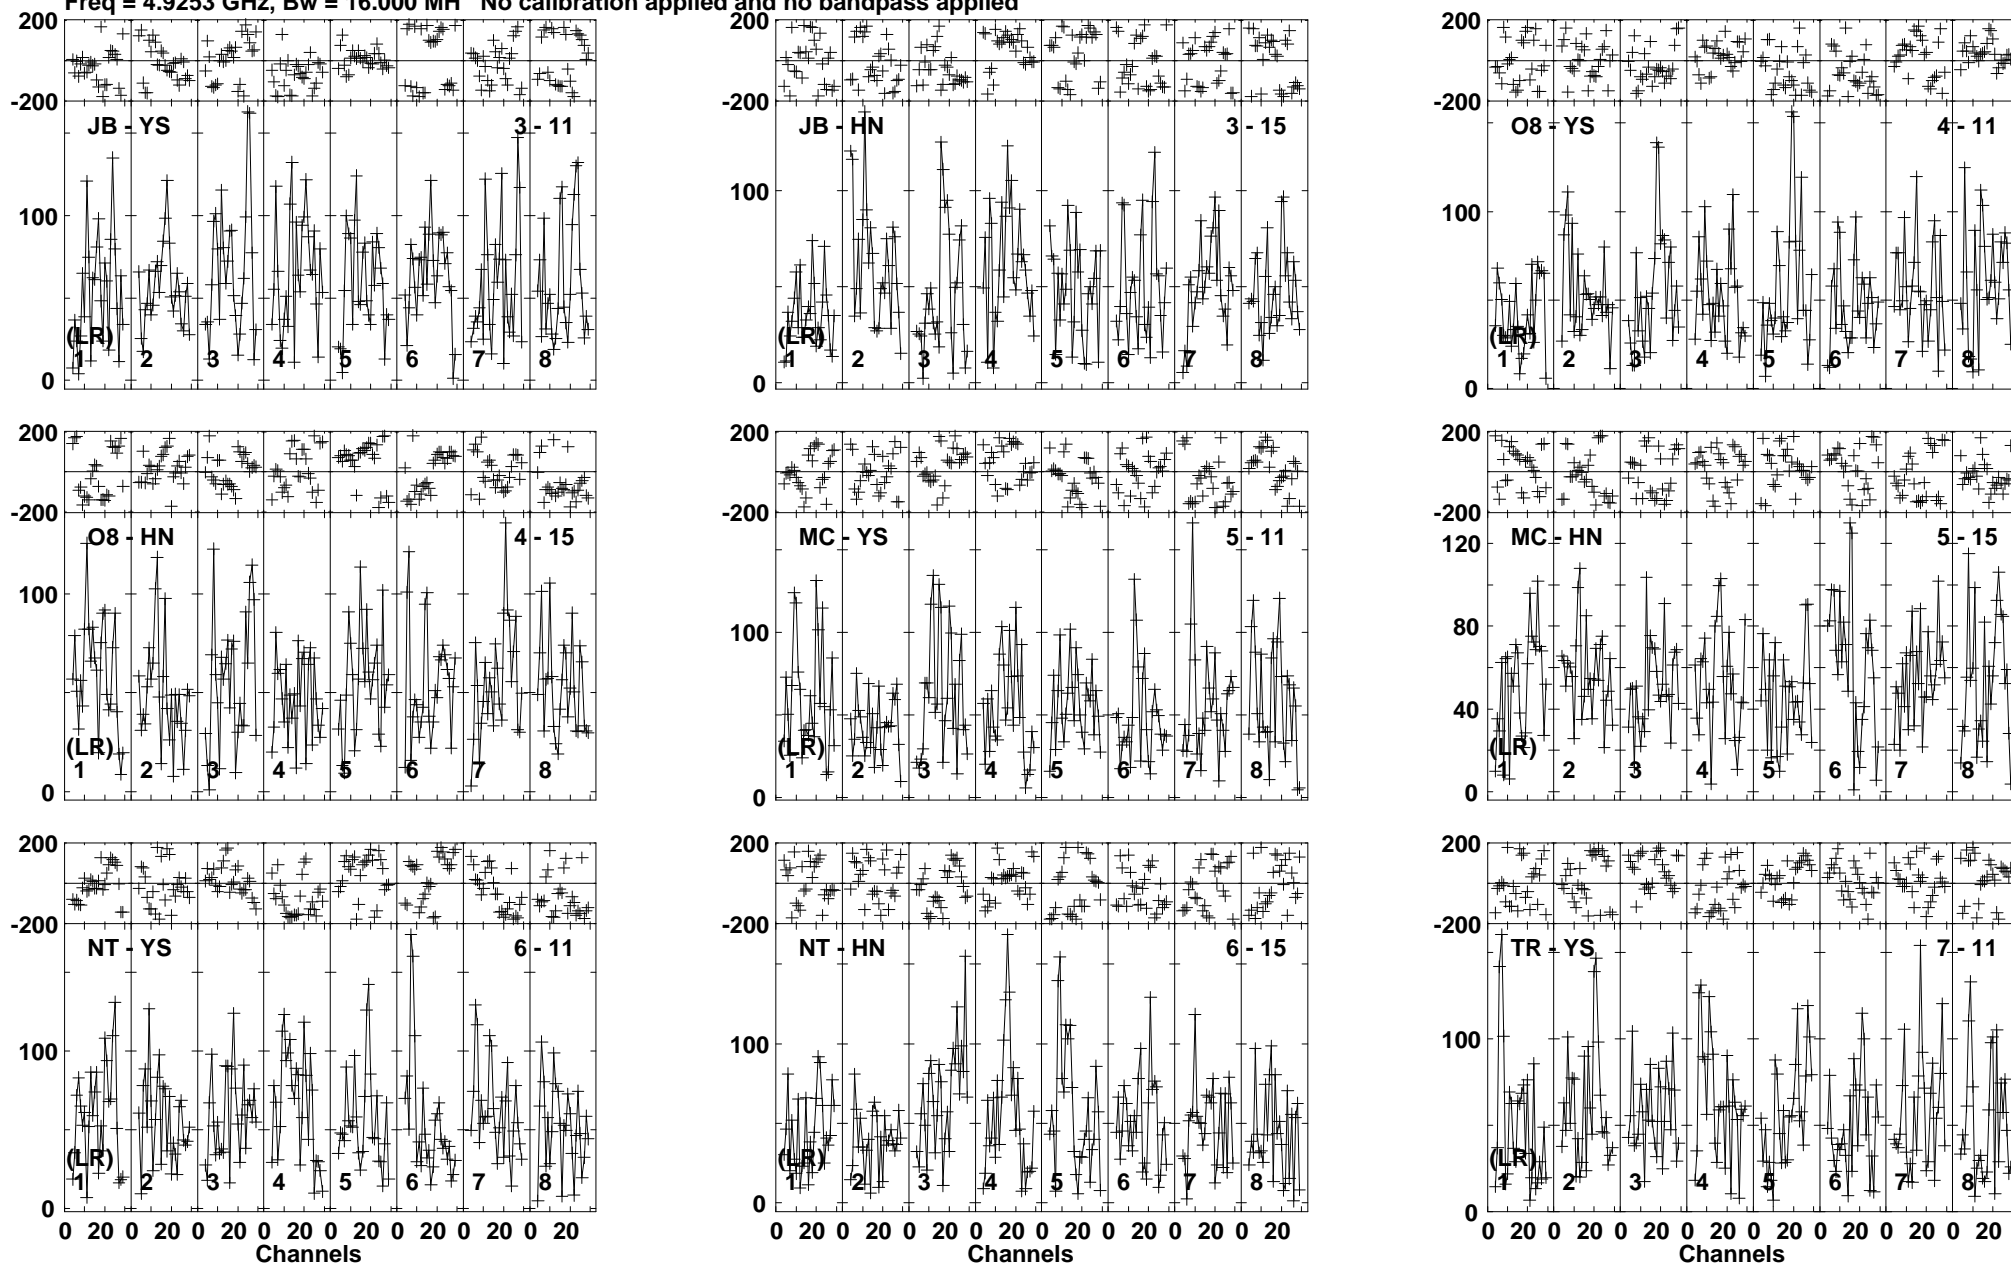 Freq = 4.9253 GHz, Bw = 16.000 MH No calibration applied and no bandpass applied
200 200 200
-200 -200 -200
JB - YS 3 - 11 JB - HN 3 - 15 O8 - YS 4 - 11
100 100 100
(LR) (LR) (LR)
1 2 3 4 5 6 7 8 1 2 3 4 5 6 7 8 1 2 3 4 5 6 7 8
0 0 0
200 200 200
-200 -200 -200
O8 - HN 4 - 15 MC - YS 5 - 11 MC - HN 5 - 15
120
100 100 80
40
(LR) (LR) (LR)
1 2 3 4 5 6 7 8 1 2 3 4 5 6 7 8 1 2 3 4 5 6 7 8
0 0 0
200 200 200
-200 -200 -200
NT - YS 6 - 11 NT - HN 6 - 15 TR - YS 7 - 11
100 100 100
(LR) (LR) (LR)
1 2 3 4 5 6 7 8 1 2 3 4 5 6 7 8 1 2 3 4 5 6 7 8
0 0 0
0 20 0 20 0 20 0 20 0 20 0 20 0 20 0 20 0 20 0 20 0 20 0 20 0 20 0 20 0 20 0 20 0 20 0 20 0 20 0 20 0 20 0 20 0 20 0 20
Channels Channels Channels